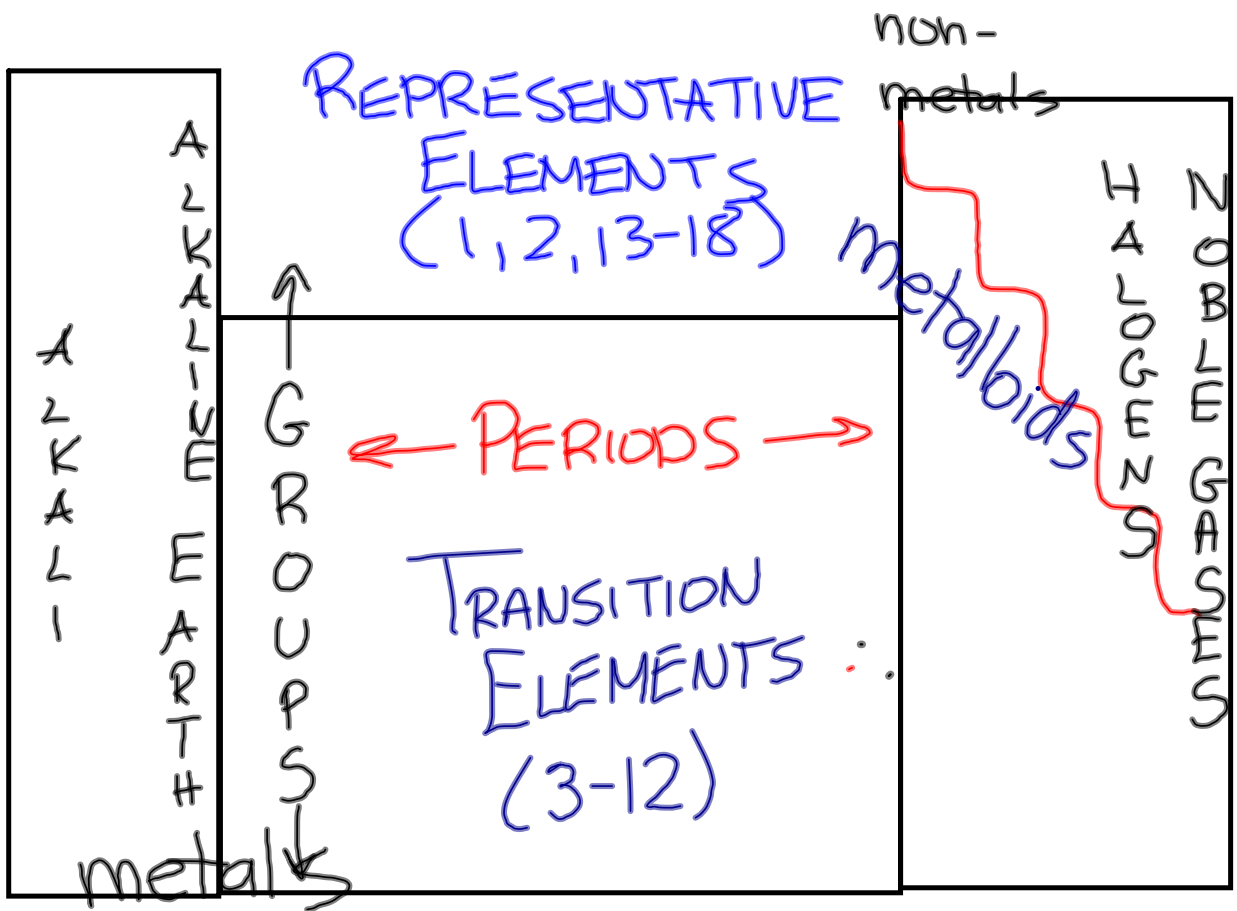 non-
metals
REPRESENTATIVE
ELEMENTS
(1, 2, 13-18)
ALKALI
ALKALINE EARTH
GROUPS
PERIODS
TRANSITION
ELEMENTS
(3-12)
metalloids
HALOGENS
NOBLE GASES
metals